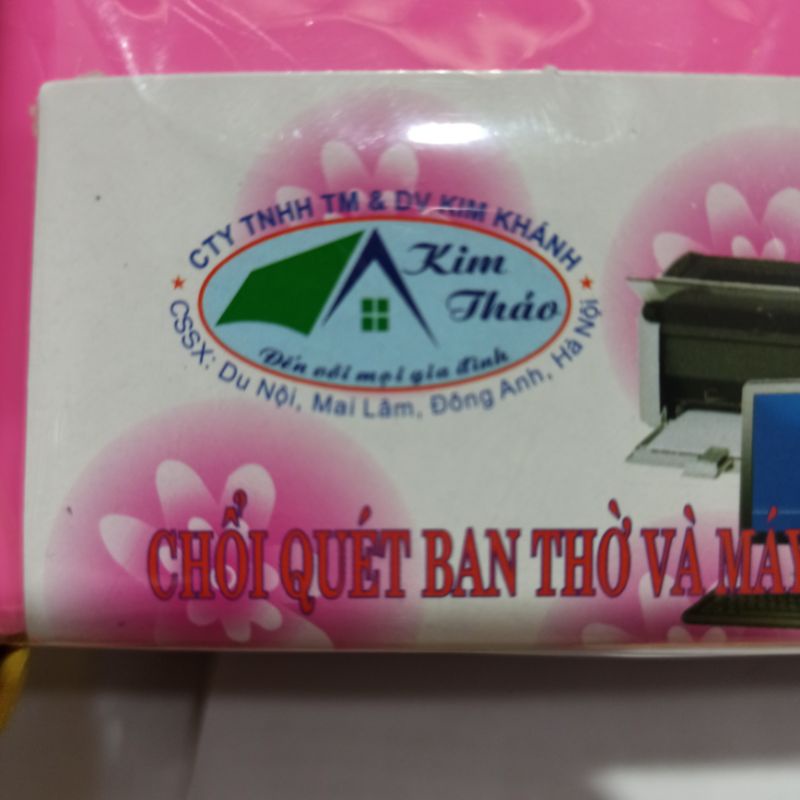 CTY TNHH TM & DV KIM KHÁNH
Kim
Thảo
Đến với mọi gia đình
CSSX: Du Nội, Mai Lâm, Đông Anh, Hà Nội
CHỔI QUÉT BAN THỜ VÀ MÁY